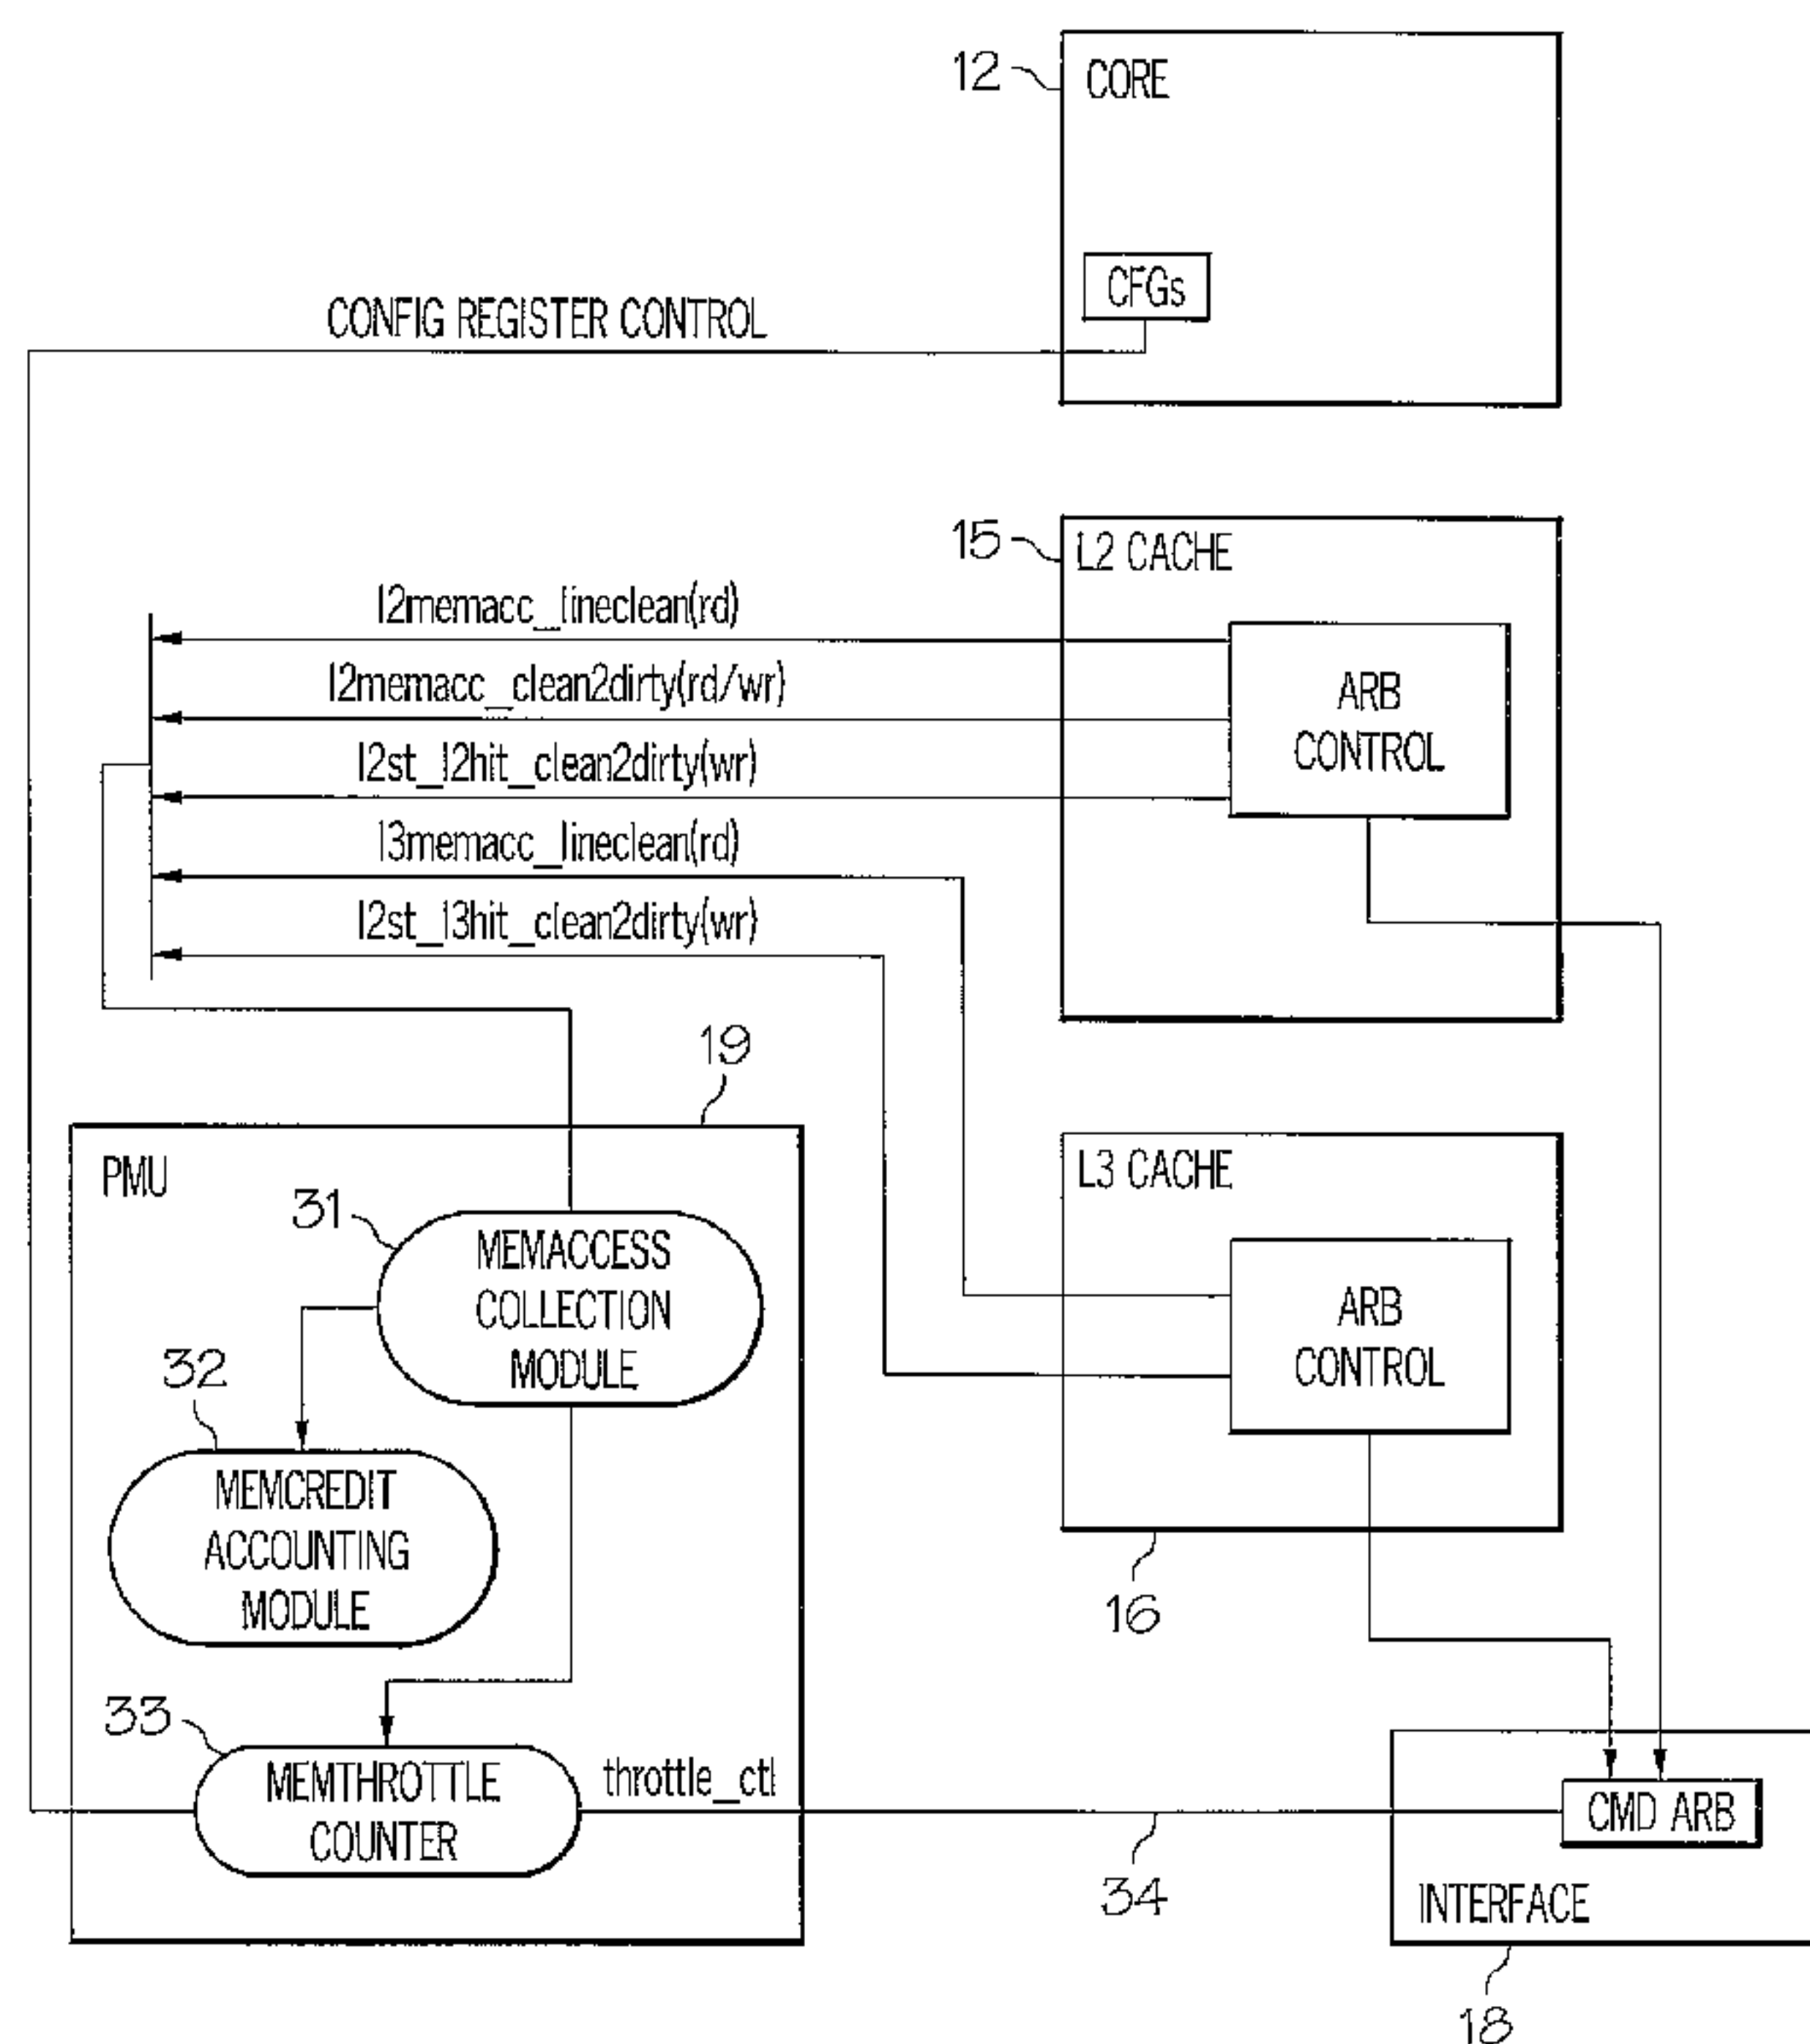 12
CORE
CFGs
CONFIG REGISTER CONTROL
15
L2 CACHE
l2memacc_lineclean(rd)
l2memacc_clean2dirty(rd/wr)
l2st_l2hit_clean2dirty(wr)
l3memacc_lineclean(rd)
l2st_l3hit_clean2dirty(wr)
ARB
CONTROL
19
PMU
31
MEMACCESS
COLLECTION
MODULE
L3 CACHE
ARB
CONTROL
16
32
MEMCREDIT
ACCOUNTING
MODULE
33
MEMTHROTTLE
COUNTER
throttle_ctl
34
CMD ARB
INTERFACE
18